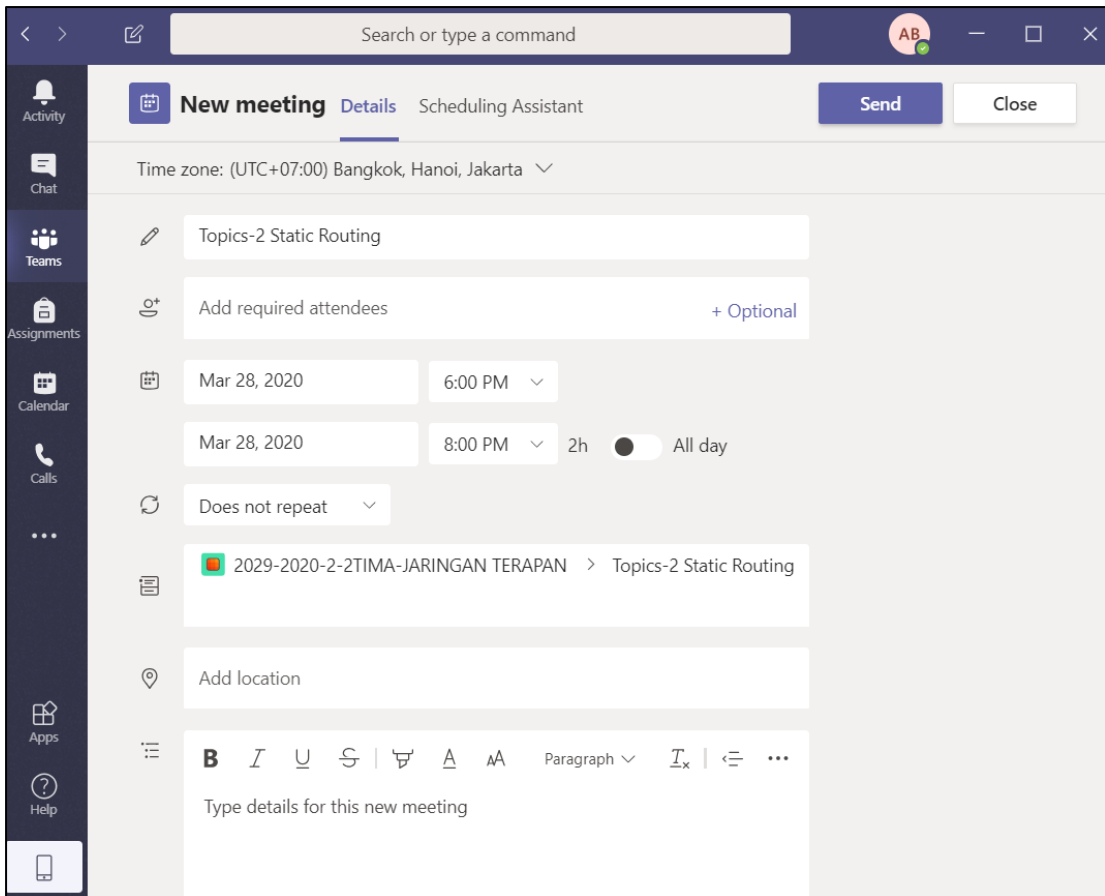 Search or type a command
AB
Activity
Chat
Teams
Assignments
Calendar
Calls
Apps
Help
New meeting Details Scheduling Assistant Send Close
Time zone: (UTC+07:00) Bangkok, Hanoi, Jakarta
Topics-2 Static Routing
Add required attendees + Optional
Mar 28, 2020 6:00 PM
Mar 28, 2020 8:00 PM 2h All day
Does not repeat
2029-2020-2-2TIMA-JARINGAN TERAPAN > Topics-2 Static Routing
Add location
B I U S A AA Paragraph Tx
Type details for this new meeting